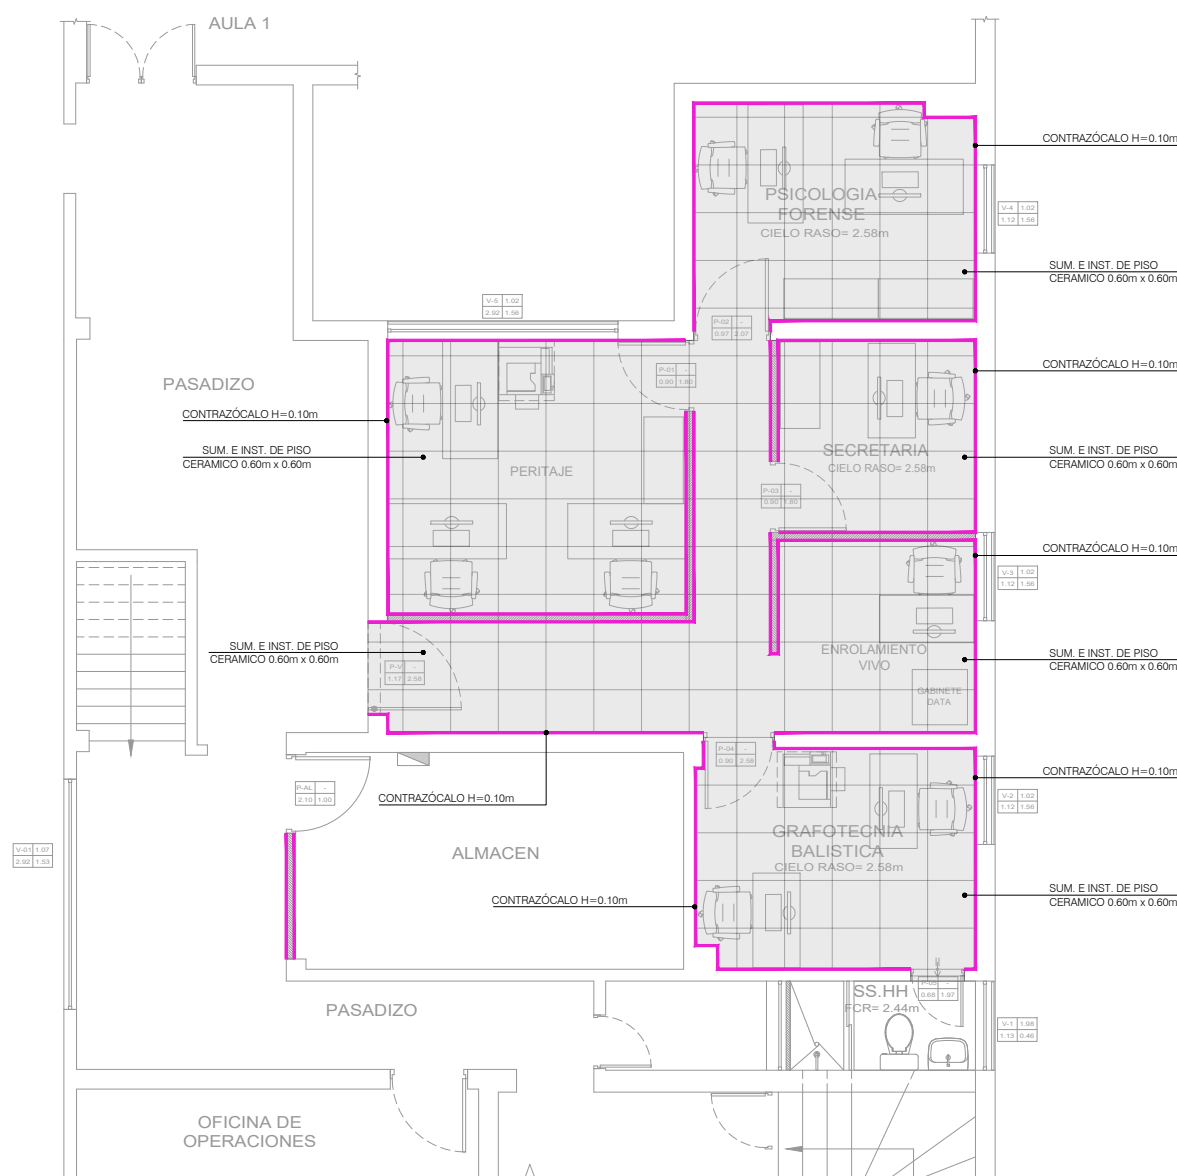 AULA 1
CONTRAZÓCALO H=0.10m
PSICOLOGIA
FORENSE
CIELO RASO= 2.58m
V-4 1.02
1.12 1.56
SUM. E INST. DE PISO
CERAMICO 0.60m x 0.60m
V-5 1.02
2.92 1.56
P-02 -
0.97 2.07
PASADIZO
P-01 -
0.90 1.80
CONTRAZÓCALO H=0.10m
CONTRAZÓCALO H=0.10m
SUM. E INST. DE PISO
CERAMICO 0.60m x 0.60m
PERITAJE
SECRETARIA
CIELO RASO= 2.58m
SUM. E INST. DE PISO
CERAMICO 0.60m x 0.60m
P-03 -
0.90 1.80
CONTRAZÓCALO H=0.10m
V-3 1.02
1.12 1.56
SUM. E INST. DE PISO
CERAMICO 0.60m x 0.60m
P-V -
1.17 2.58
ENROLAMIENTO
VIVO
SUM. E INST. DE PISO
CERAMICO 0.60m x 0.60m
GABINETE
DATA
P-04 -
0.90 2.58
CONTRAZÓCALO H=0.10m
P-AL -
2.10 1.00
CONTRAZÓCALO H=0.10m
V-2 1.02
1.12 1.56
V-01 1.07
2.92 1.53
ALMACEN
GRAFOTECNIA
BALISTICA
CIELO RASO= 2.58m
CONTRAZÓCALO H=0.10m
SUM. E INST. DE PISO
CERAMICO 0.60m x 0.60m
PASADIZO
SS.HH
FCR= 2.44m
P-05 -
0.68 1.97
V-1 1.98
1.13 0.46
OFICINA DE
OPERACIONES